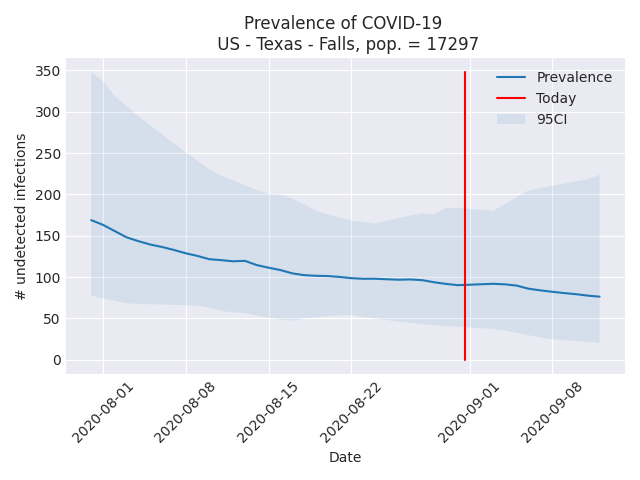 Prevalence of COVID-19
US - Texas - Falls, pop. = 17297
Prevalence
Today
95CI
350
300
250
200
150
100
50
0
# undetected infections
2020-08-01
2020-08-08
2020-08-15
2020-08-22
2020-09-01
2020-09-08
Date